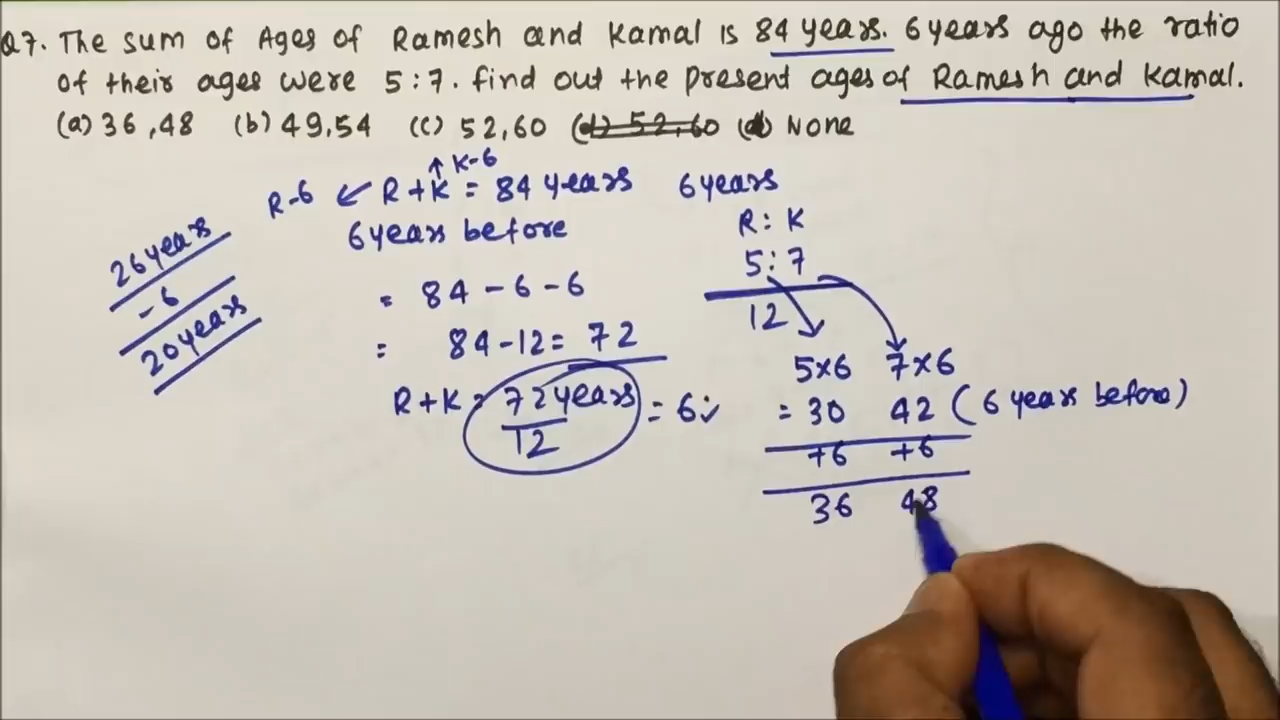 Q7. The sum of Ages of Ramesh and Kamal is 84 years. 6 years ago the ratio
of their ages were 5:7. find out the present ages of Ramesh and Kamal.
(a) 36,48 (b) 49,54 (c) 52,60 (d) 52,60 (d) None
K-6
R-6 ↙ R+K = 84 years
6 years before
= 84 - 6 - 6
= 84-12 = 72
R+K = 72 years / 12 = 6
26 years
-6
20 years
6 years
R : K
5 : 7
12
5×6 7×6
= 30 42 (6 years before)
+6 +6
36 48